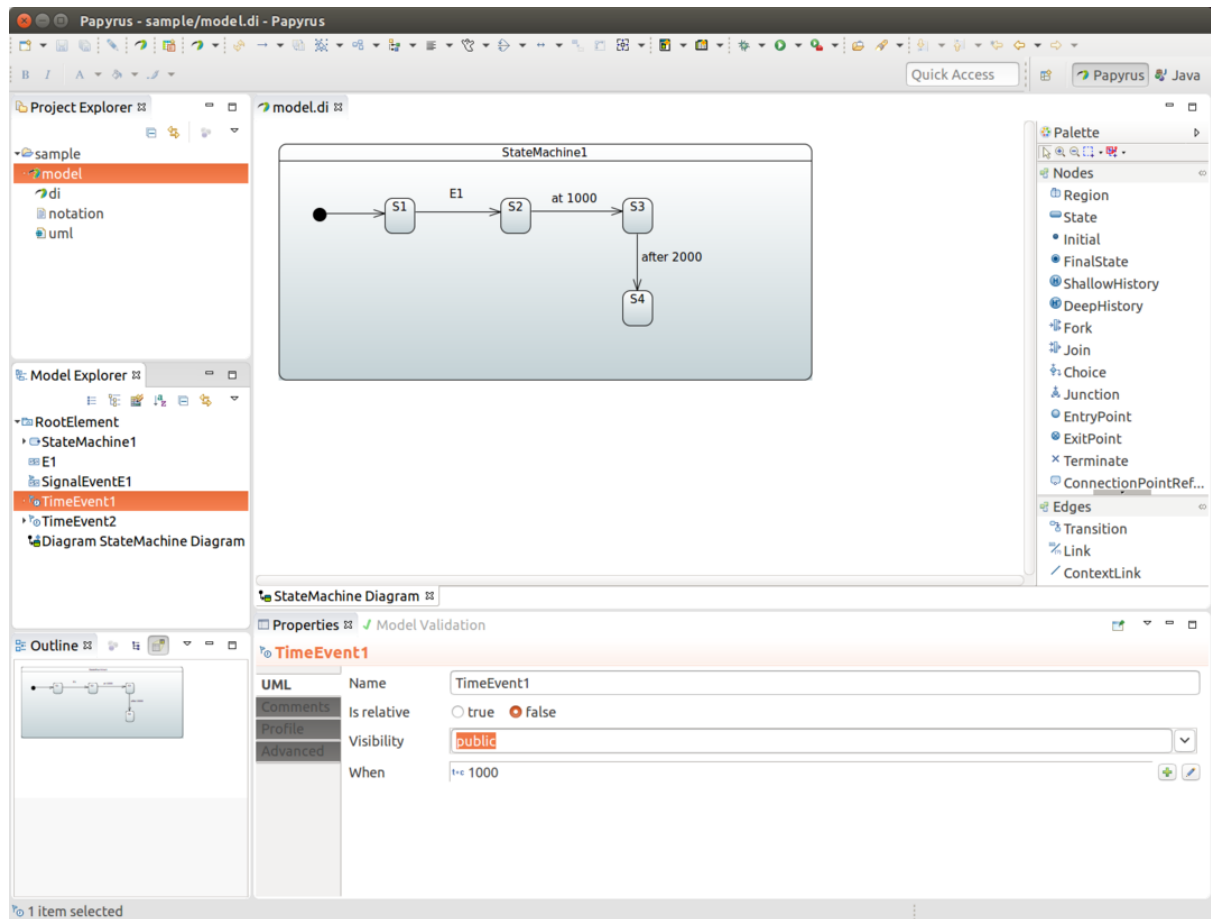 Papyrus - sample/model.di - Papyrus
B I A
Quick Access
Papyrus
Java
Project Explorer
sample
model
di
notation
uml
Model Explorer
RootElement
StateMachine1
E1
SignalEventE1
TimeEvent1
TimeEvent2
Diagram StateMachine Diagram
Outline
model.di
StateMachine1
S1
E1
S2
at 1000
S3
after 2000
S4
Palette
Nodes
Region
State
Initial
FinalState
ShallowHistory
DeepHistory
Fork
Join
Choice
Junction
EntryPoint
ExitPoint
Terminate
ConnectionPointRef...
Edges
Transition
Link
ContextLink
StateMachine Diagram
Properties
Model Validation
TimeEvent1
UML
Comments
Profile
Advanced
Name TimeEvent1
Is relative true false
Visibility public
When 1000
1 item selected